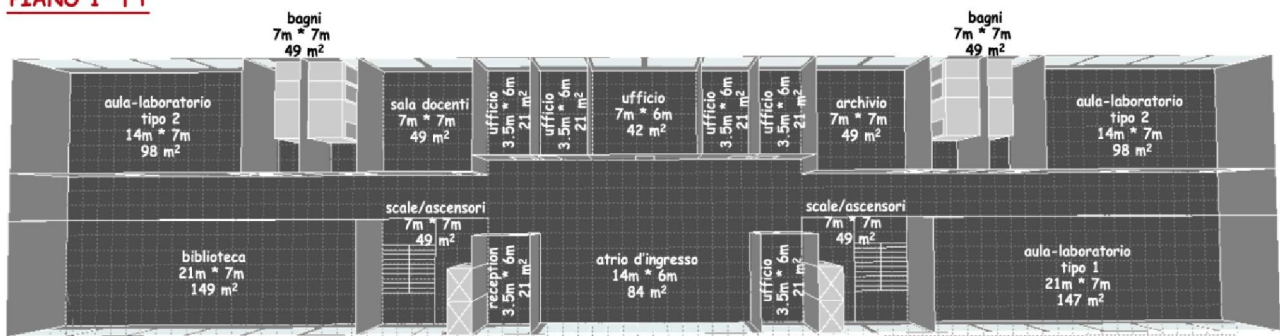 bagni
7m * 7m
49 m²
bagni
7m * 7m
49 m²
aula-laboratorio
tipo 2
14m * 7m
98 m²
sala docenti
7m * 7m
49 m²
ufficio
3.5m * 6m
21 m²
ufficio
3.5m * 6m
21 m²
ufficio
7m * 6m
42 m²
ufficio
3.5m * 6m
21 m²
ufficio
3.5m * 6m
21 m²
archivio
7m * 7m
49 m²
aula-laboratorio
tipo 2
14m * 7m
98 m²
biblioteca
21m * 7m
149 m²
scale/ascensori
7m * 7m
49 m²
reception
3.5m * 6m
21 m²
atrio d'ingresso
14m * 6m
84 m²
ufficio
3.5m * 6m
21 m²
scale/ascensori
7m * 7m
49 m²
aula-laboratorio
tipo 1
21m * 7m
147 m²